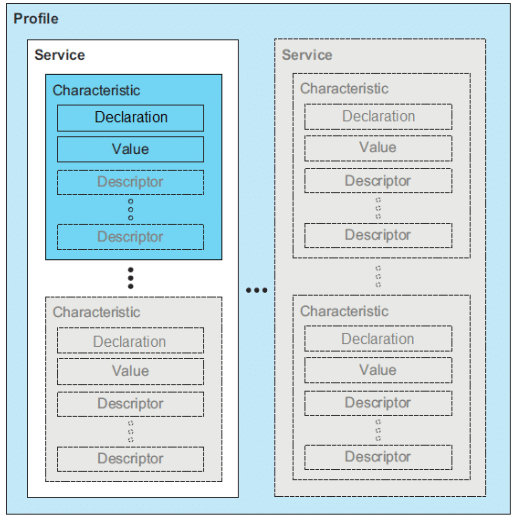 Profile
Service
Characteristic
Declaration
Value
Descriptor
Descriptor
Characteristic
Declaration
Value
Descriptor
Descriptor
Service
Characteristic
Declaration
Value
Descriptor
Descriptor
Characteristic
Declaration
Value
Descriptor
Descriptor